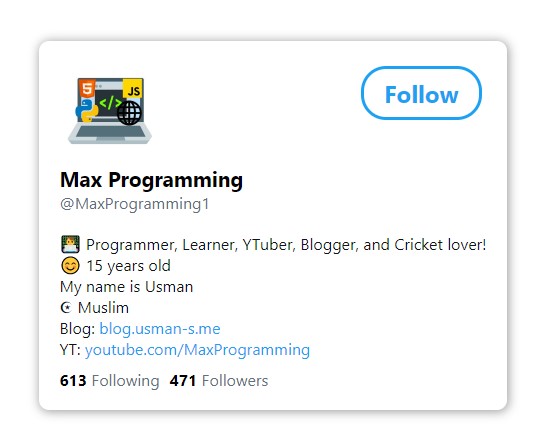 5
JS
</>
Follow
Max Programming
@MaxProgramming1
👨‍💻 Programmer, Learner, YTuber, Blogger, and Cricket lover!
😊 15 years old
My name is Usman
☪ Muslim
Blog: blog.usman-s.me
YT: youtube.com/MaxProgramming
613 Following 471 Followers